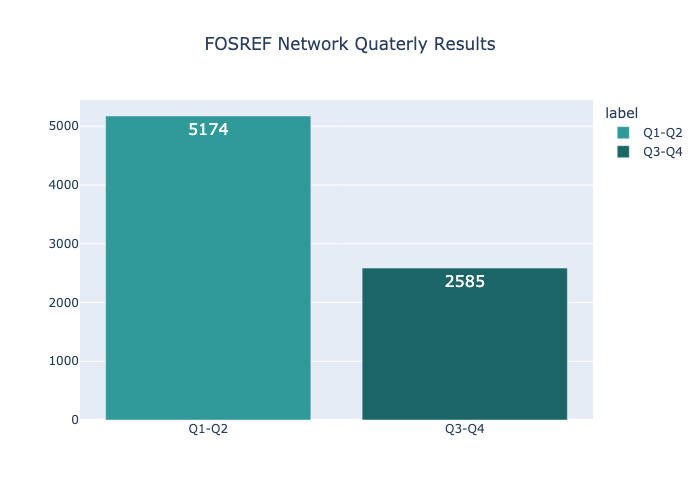 FOSREF Network Quaterly Results
5000
4000
3000
2000
1000
0
5174
2585
Q1-Q2
Q3-Q4
label
Q1-Q2
Q3-Q4